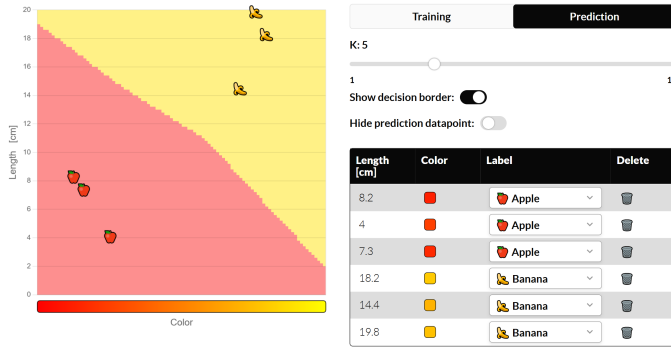 20
18
16
14
12
10
8
6
4
2
0
Length [cm]
Color
Training
Prediction
K: 5
1
1
Show decision border:
Hide prediction datapoint:
Length [cm] Color Label Delete
8.2 Apple
4 Apple
7.3 Apple
18.2 Banana
14.4 Banana
19.8 Banana